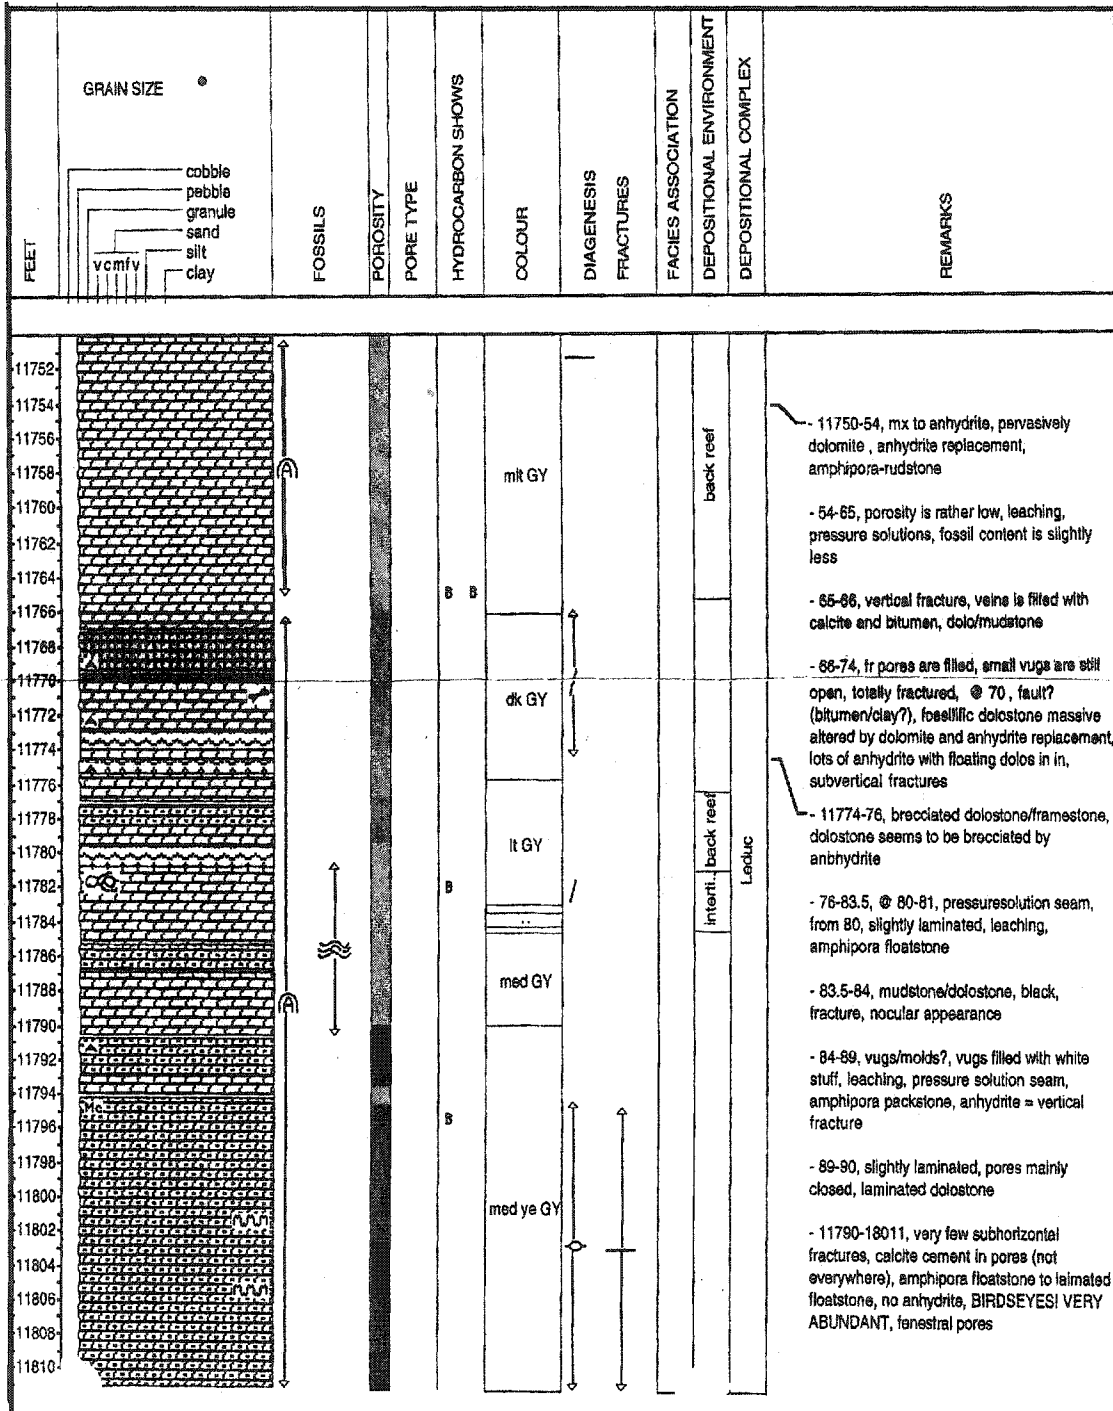 GRAIN SIZE
cobble
pebble
granule
sand
silt
vcmfv
clay
FEET
FOSSILS
POROSITY
PORE TYPE
HYDROCARBON SHOWS
COLOUR
DIAGENESIS
FRACTURES
FACIES ASSOCIATION
DEPOSITIONAL ENVIRONMENT
DEPOSITIONAL COMPLEX
REMARKS
11752
11754
11756
11758
11760
11762
11764
11766
11768
11770
11772
11774
11776
11778
11780
11782
11784
11786
11788
11790
11792
11794
11796
11798
11800
11802
11804
11806
11808
11810
A
A
B B
B
B
mlt GY
dk GY
lt GY
med GY
med ye GY
back reef
back reef
interti..
Leduc
- 11750-54, mx to anhydrite, pervasively
dolomite , anhydrite replacement,
amphipora-rudstone
- 54-65, porosity is rather low, leaching,
pressure solutions, fossil content is slightly
less
- 65-66, vertical fracture, veins is filled with
calcite and bitumen, dolo/mudstone
- 66-74, fr pores are filled, small vugs are still
open, totally fractured, @ 70, fault?
(bitumen/clay?), fossilific dolostone massive
altered by dolomite and anhydrite replacement,
lots of anhydrite with floating dolos in in,
subvertical fractures
- 11774-76, brecciated dolostone/framestone,
dolostone seems to be brecciated by
anbhydrite
- 76-83.5, @ 80-81, pressuresolution seam,
from 80, slightly laminated, leaching,
amphipora floatstone
- 83.5-84, mudstone/dolostone, black,
fracture, nocular appearance
- 84-89, vugs/molds?, vugs filled with white
stuff, leaching, pressure solution seam,
amphipora packstone, anhydrite = vertical
fracture
- 89-90, slightly laminated, pores mainly
closed, laminated dolostone
- 11790-18011, very few subhorizontal
fractures, calcite cement in pores (not
everywhere), amphipora floatstone to laimated
floatstone, no anhydrite, BIRDSEYES! VERY
ABUNDANT, fenestral pores